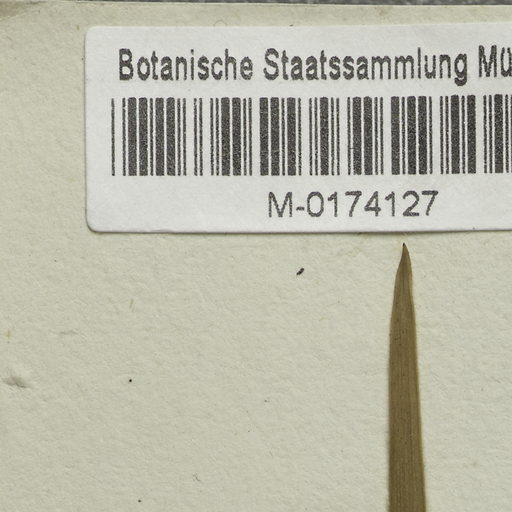 Botanische Staatssammlung Mü
M-0174127